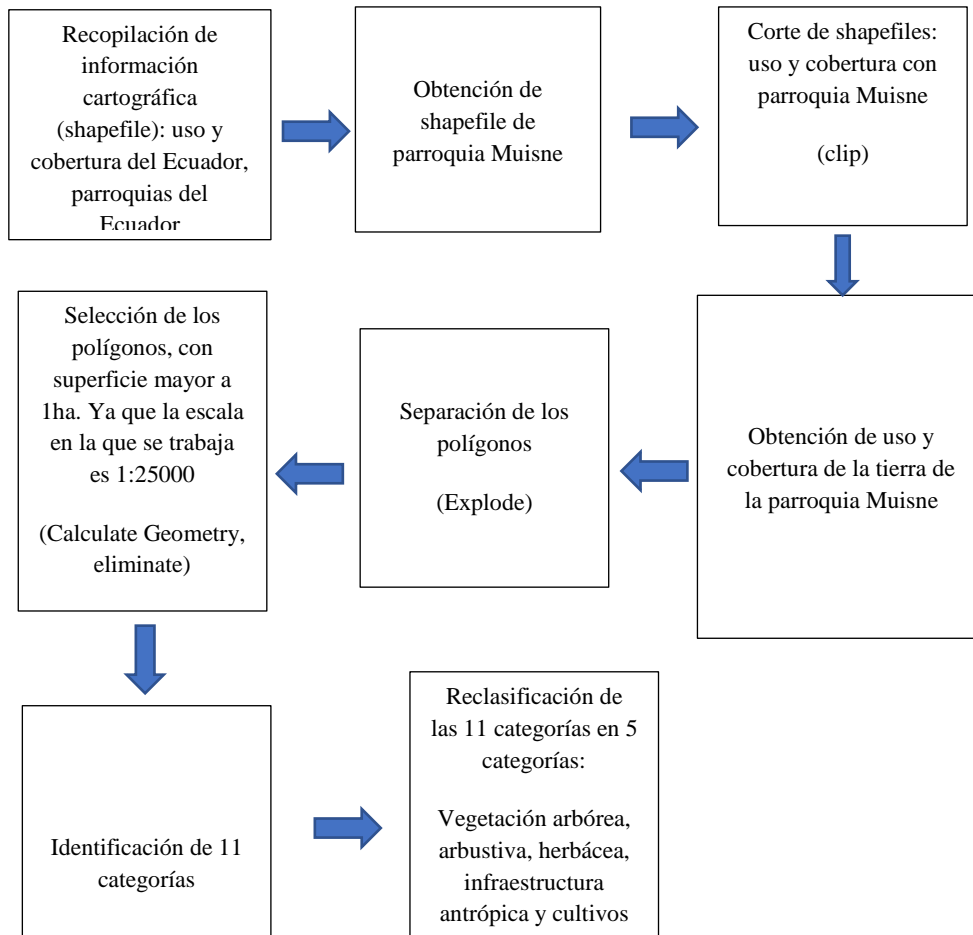 Recopilación de
información
cartográfica
(shapefile): uso y
cobertura del Ecuador,
parroquias del
Ecuador
Obtención de
shapefile de
parroquia Muisne
Corte de shapefiles:
uso y cobertura con
parroquia Muisne
(clip)
Obtención de uso y
cobertura de la tierra de
la parroquia Muisne
Separación de los
polígonos
(Explode)
Selección de los
polígonos, con
superficie mayor a
1ha. Ya que la escala
en la que se trabaja
es 1:25000
(Calculate Geometry,
eliminate)
Identificación de 11
categorías
Reclasificación de
las 11 categorías en 5
categorías:
Vegetación arbórea,
arbustiva, herbácea,
infraestructura
antrópica y cultivos